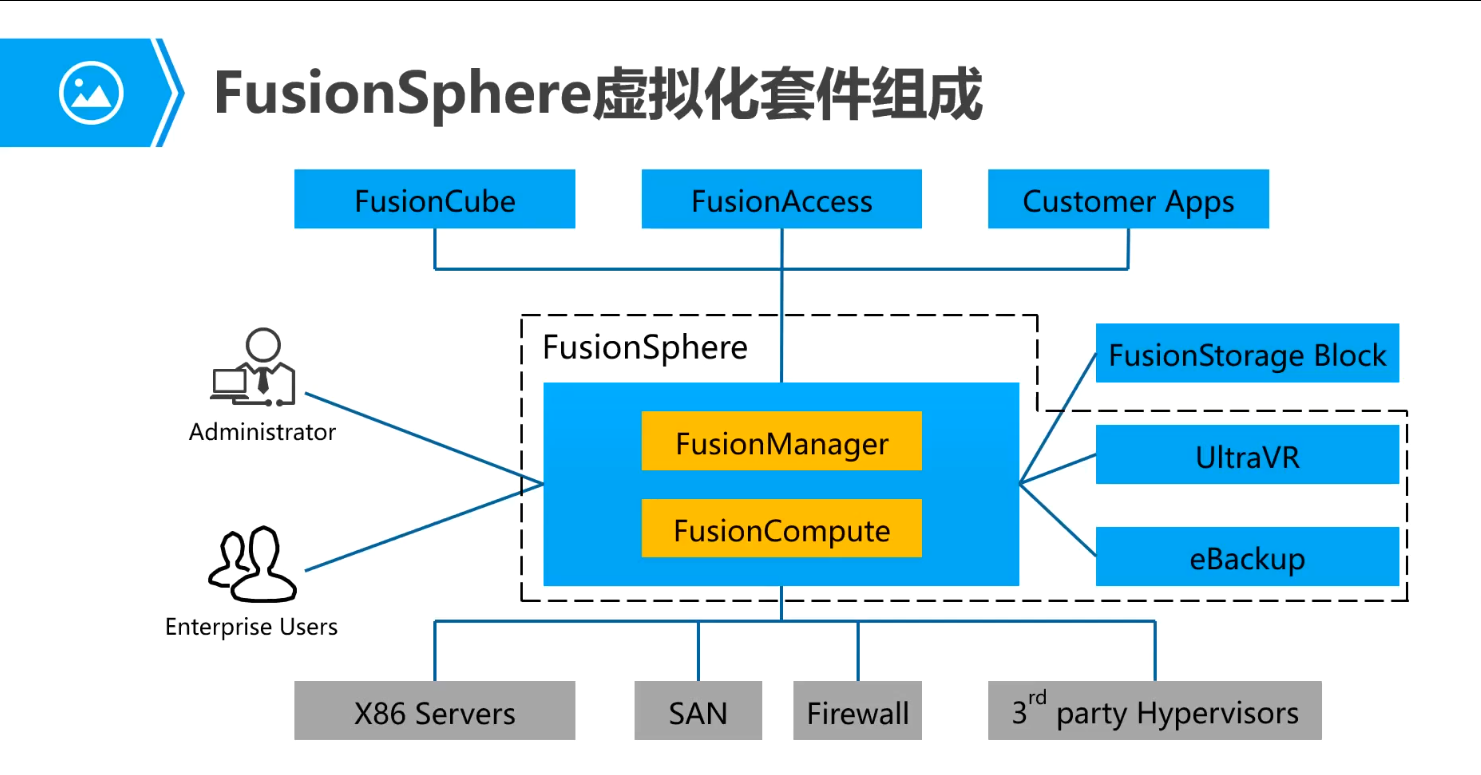 FusionSphere虚拟化套件组成
FusionCube
FusionAccess
Customer Apps
FusionSphere
FusionStorage Block
Administrator
FusionManager
UltraVR
FusionCompute
eBackup
Enterprise Users
X86 Servers
SAN
Firewall
3rd party Hypervisors